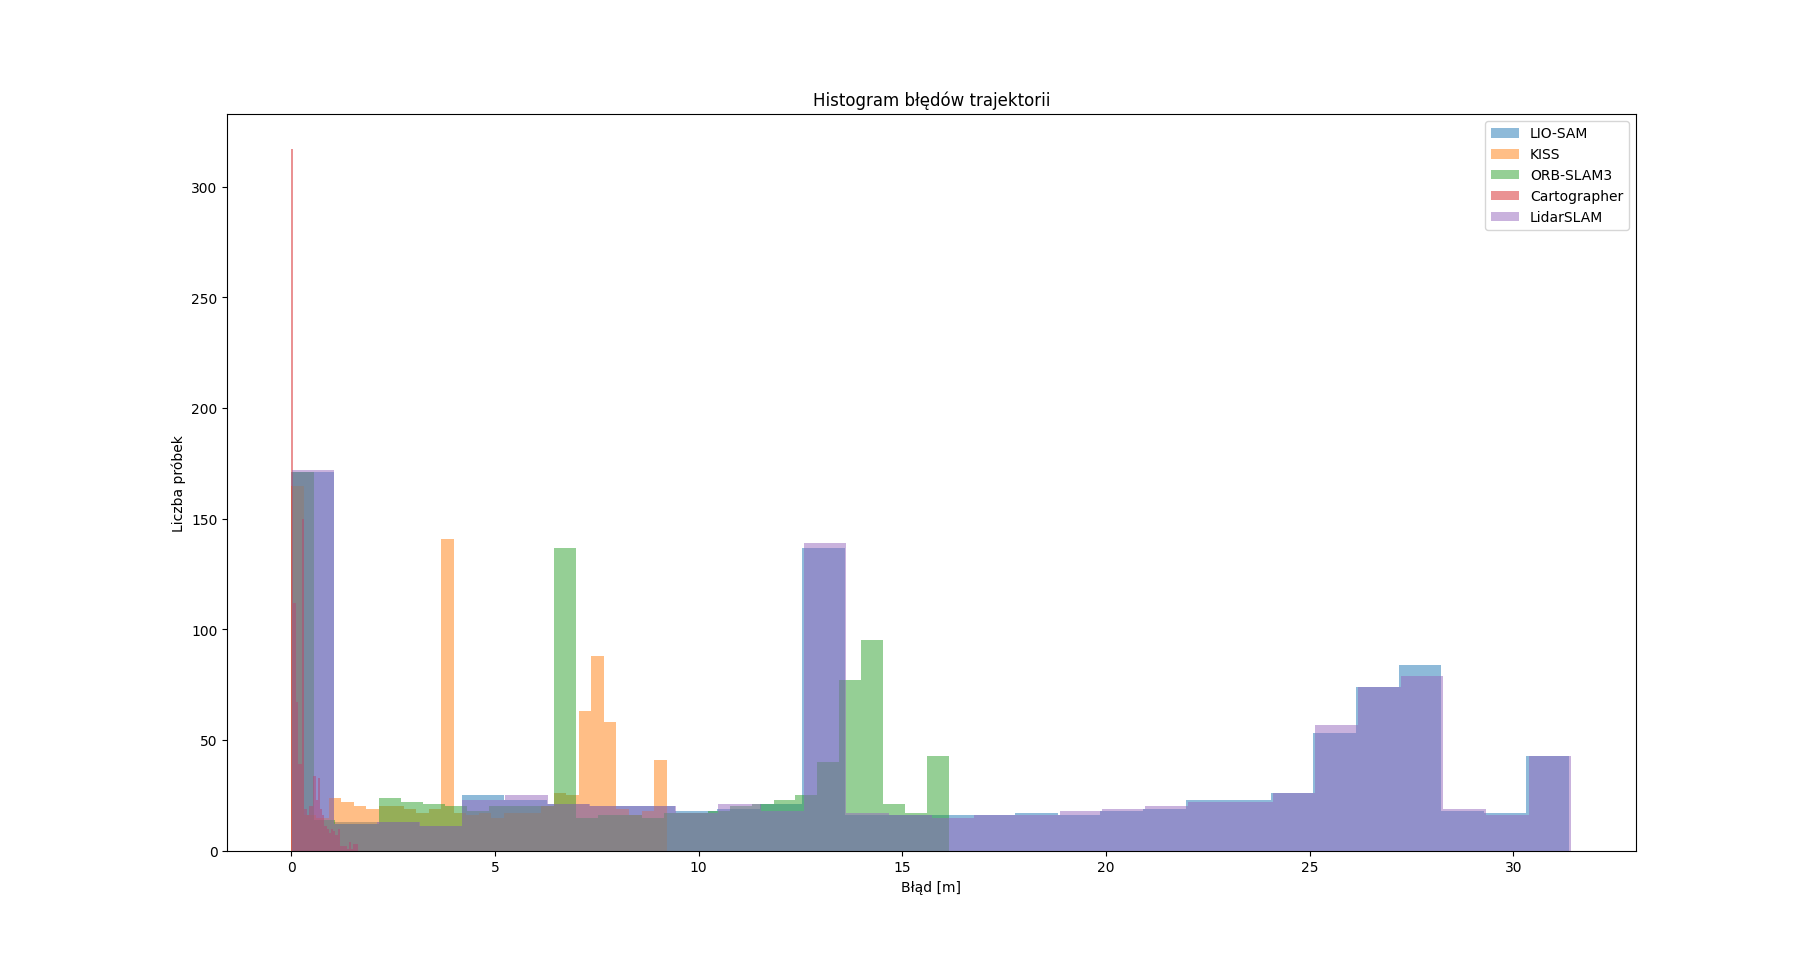 Histogram błędów trajektorii
LIO-SAM
KISS
ORB-SLAM3
Cartographer
LidarSLAM
300
250
200
150
100
50
0
Liczba próbek
0 5 10 15 20 25 30
Błąd [m]